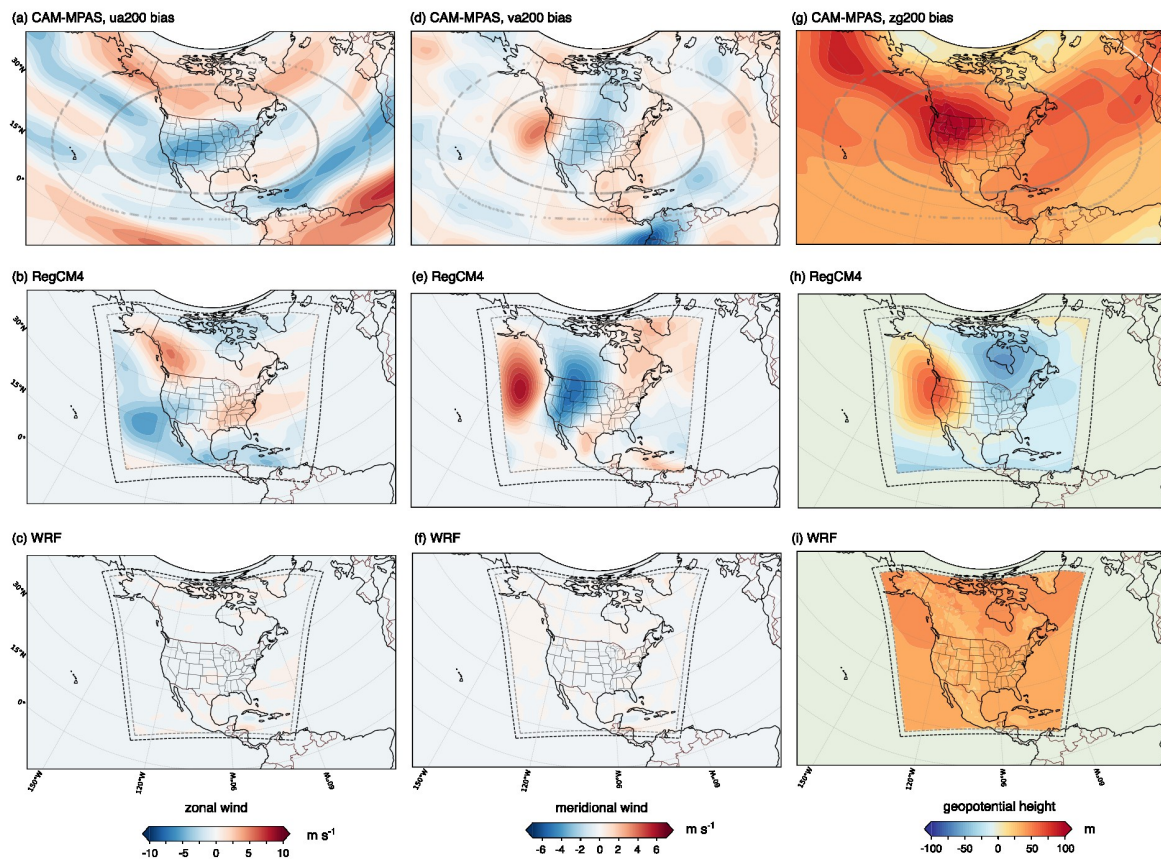 (a) CAM-MPAS, ua200 bias
(d) CAM-MPAS, va200 bias
(g) CAM-MPAS, zg200 bias
30°N
15°N
0°
(b) RegCM4
(e) RegCM4
(h) RegCM4
30°N
15°N
0°
(c) WRF
(f) WRF
(i) WRF
30°N
15°N
0°
150°W
120°W
90°W
60°W
150°W
120°W
90°W
60°W
150°W
120°W
90°W
60°W
zonal wind
meridional wind
geopotential height
m s⁻¹
m s⁻¹
m
-10 -5 0 5 10
-6 -4 -2 0 2 4 6
-100 -50 0 50 100